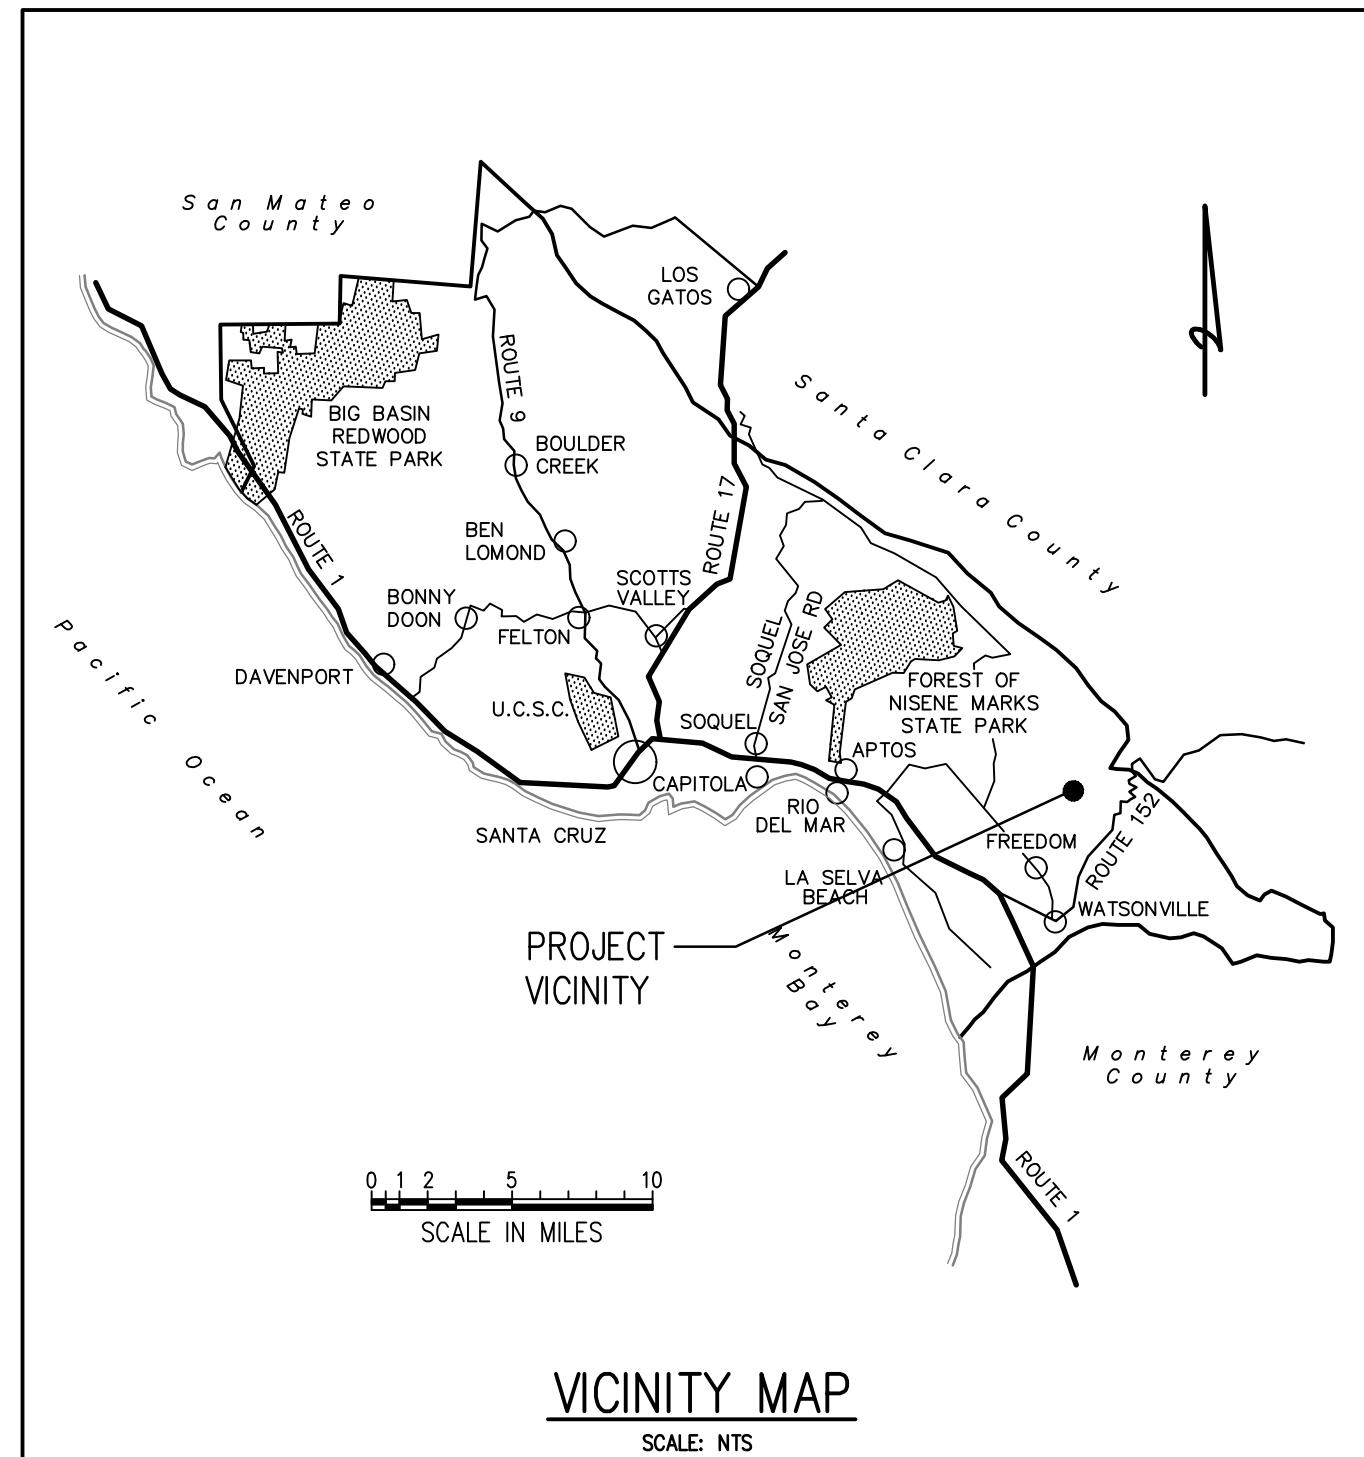 San Mateo
County
LOS
GATOS
ROUTE 9
Santa Clara County
BIG BASIN
REDWOOD
STATE PARK
BOULDER
CREEK
ROUTE 17
ROUTE 1
BEN
LOMOND
SCOTTS
VALLEY
BONNY
DOON
FELTON
SOQUEL
SAN JOSE RD
Pacific Ocean
DAVENPORT
FOREST OF
NISENE MARKS
STATE PARK
U.C.S.C.
SOQUEL
APTOS
CAPITOLA
RIO
DEL MAR
SANTA CRUZ
FREEDOM
ROUTE 152
LA SELVA
BEACH
WATSONVILLE
PROJECT
VICINITY
Monterey
Bay
Monterey
County
0 1 2 5 10
SCALE IN MILES
ROUTE 1
VICINITY MAP
SCALE: NTS